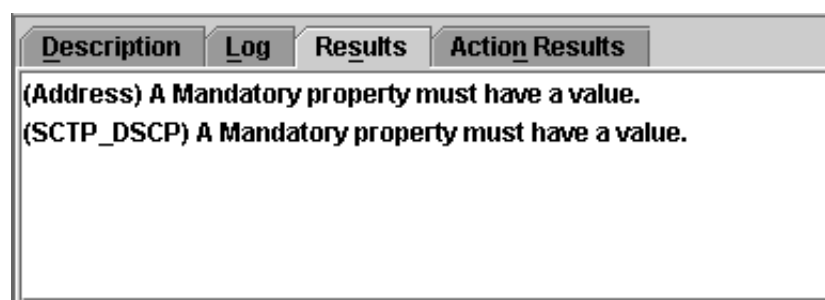 Description Log Results Action Results
(Address) A Mandatory property must have a value.
(SCTP_DSCP) A Mandatory property must have a value.